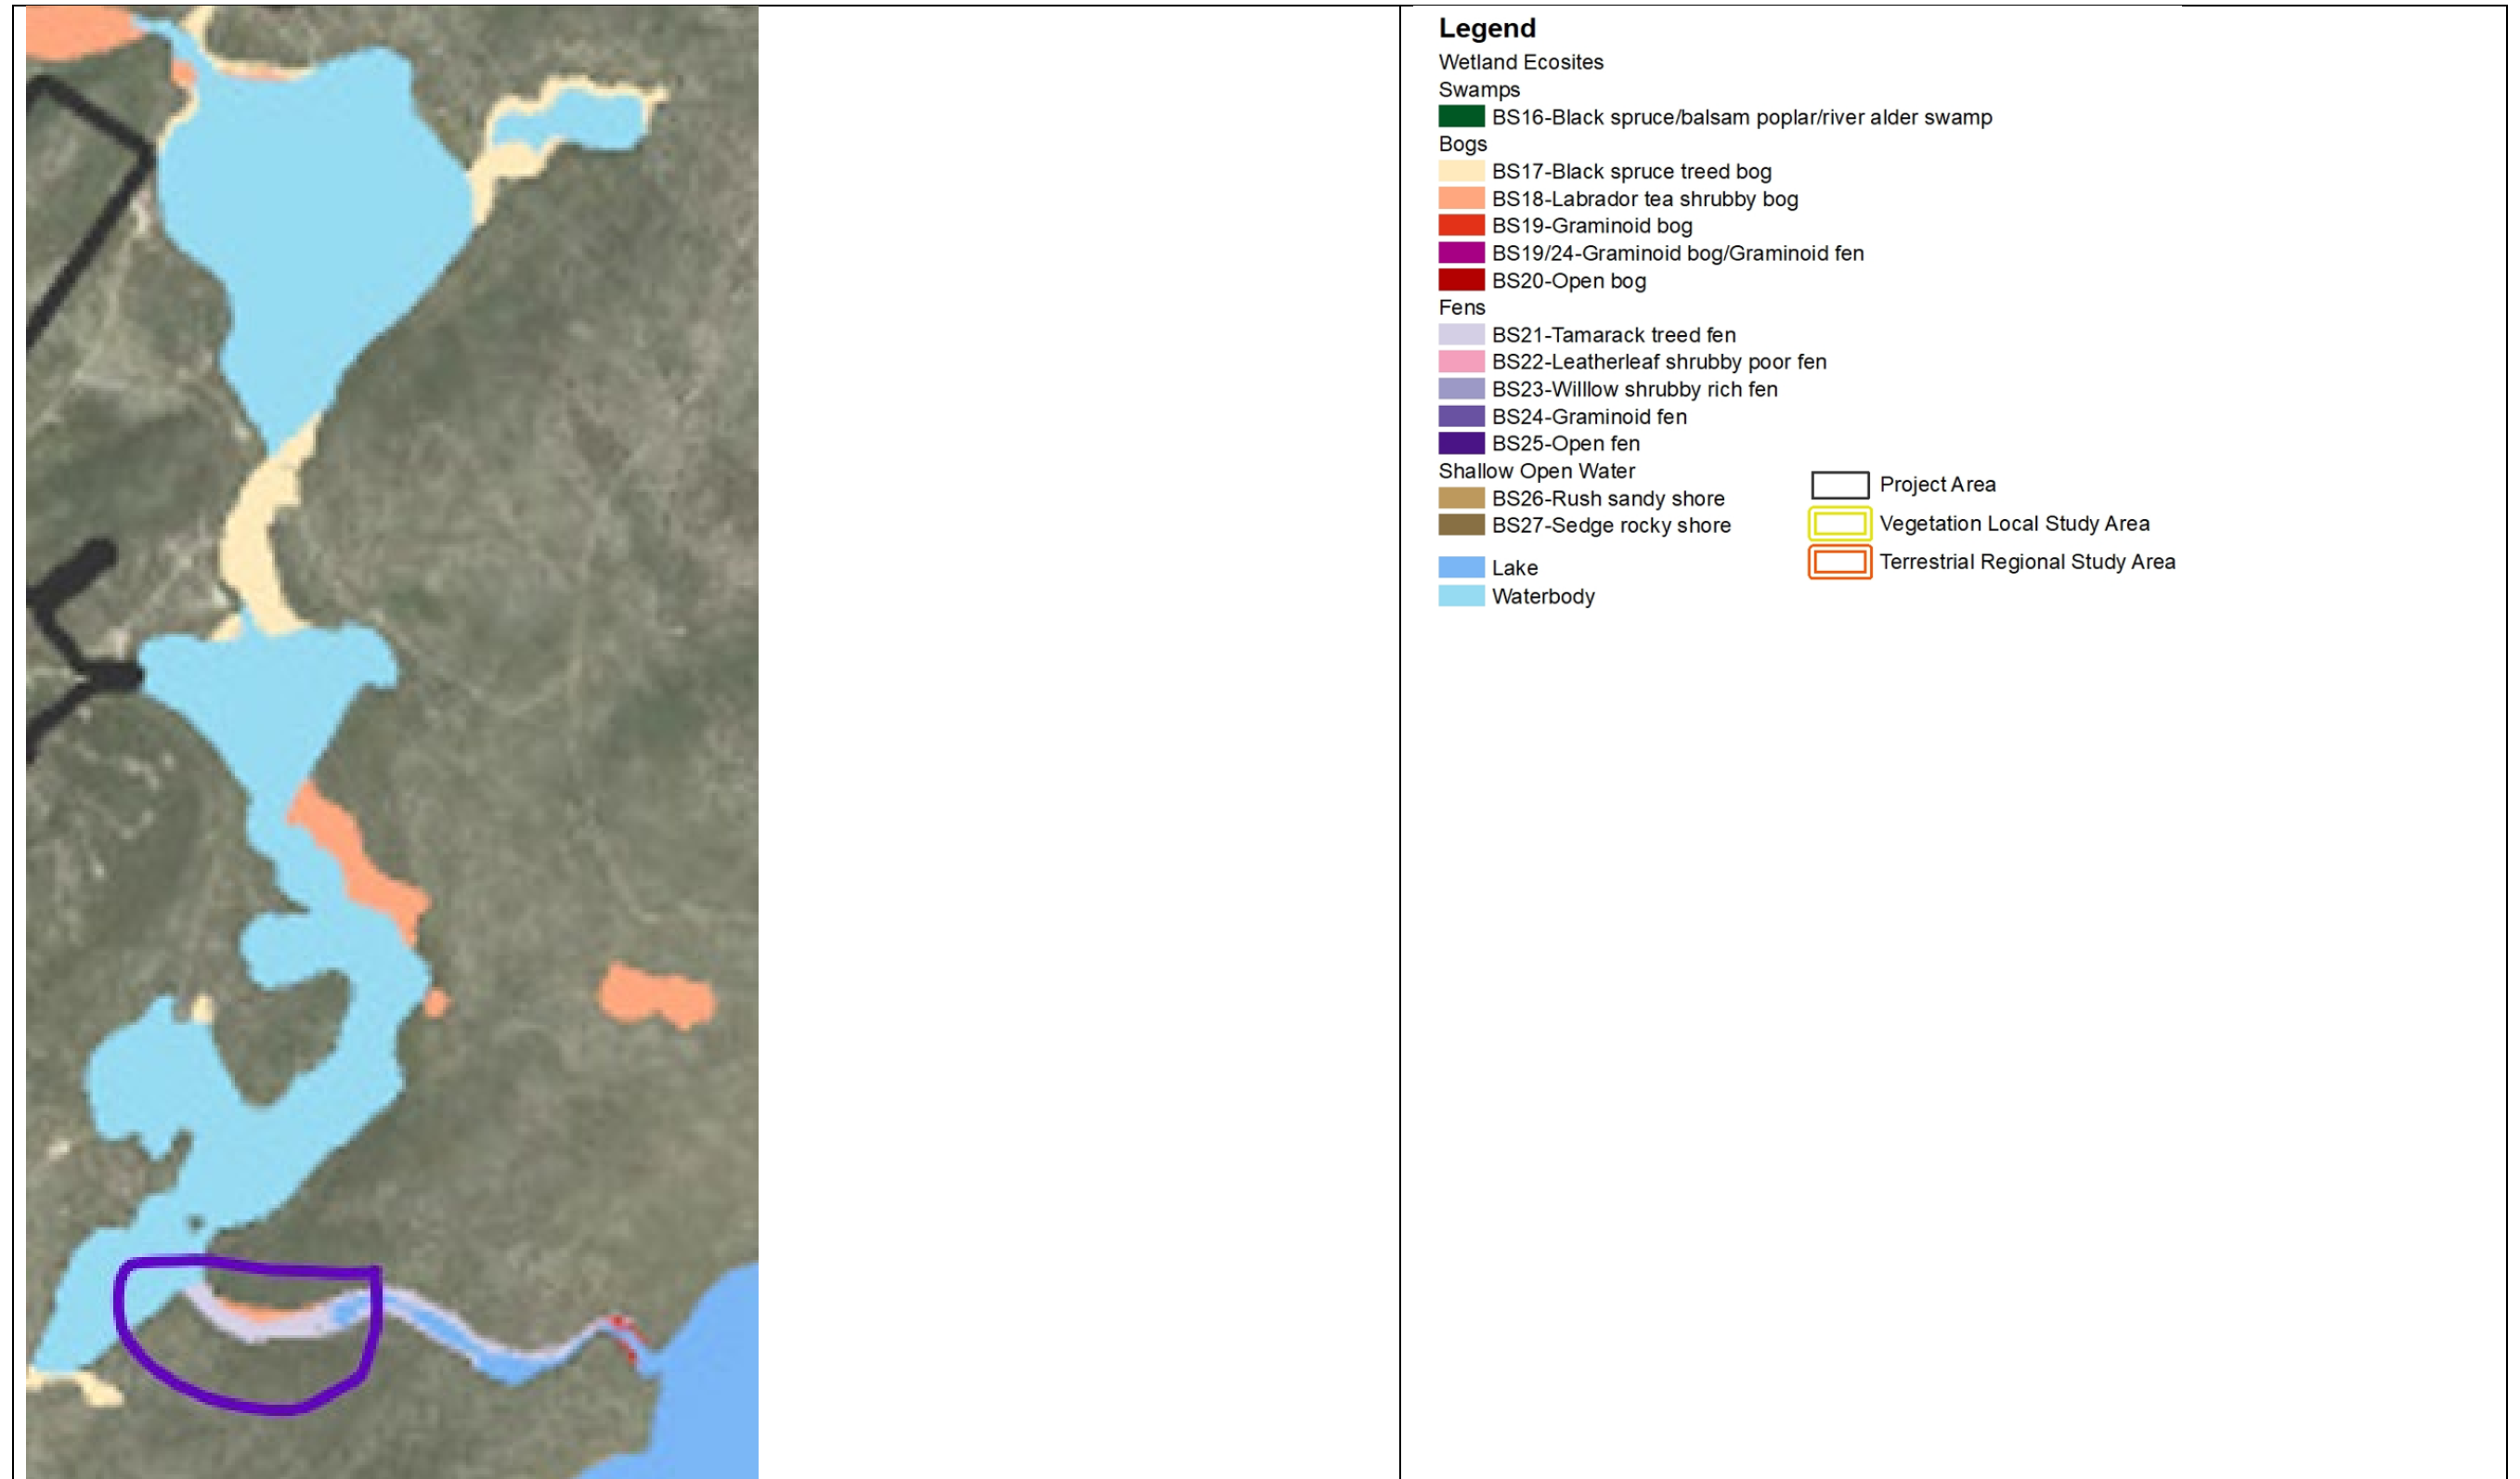 Legend
Wetland Ecosites
Swamps
BS16-Black spruce/balsam poplar/river alder swamp
Bogs
BS17-Black spruce treed bog
BS18-Labrador tea shrubby bog
BS19-Graminoid bog
BS19/24-Graminoid bog/Graminoid fen
BS20-Open bog
Fens
BS21-Tamarack treed fen
BS22-Leatherleaf shrubby poor fen
BS23-Willlow shrubby rich fen
BS24-Graminoid fen
BS25-Open fen
Shallow Open Water
BS26-Rush sandy shore
BS27-Sedge rocky shore
Lake
Waterbody
Project Area
Vegetation Local Study Area
Terrestrial Regional Study Area